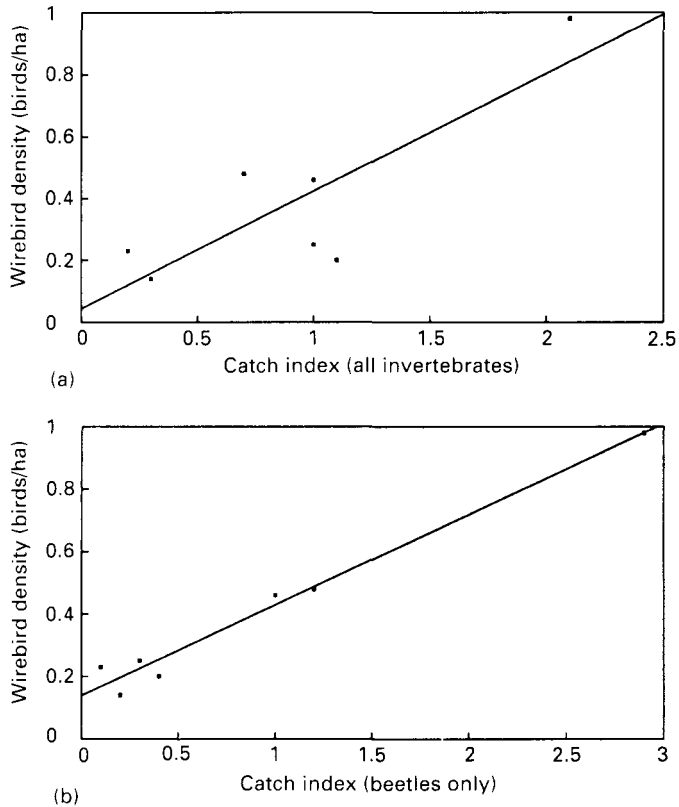 1
0.8
0.6
0.4
0.2
0
Wirebird density (birds/ha)
0 0.5 1 1.5 2 2.5
Catch index (all invertebrates)
(a)
1
0.8
0.6
0.4
0.2
0
Wirebird density (birds/ha)
0 0.5 1 1.5 2 2.5 3
Catch index (beetles only)
(b)